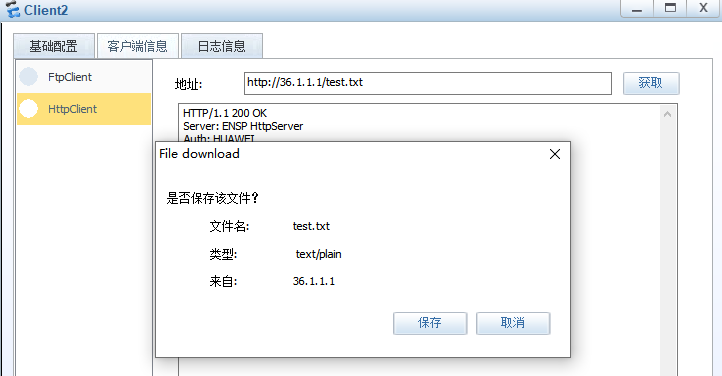 Client2
基础配置
客户端信息
日志信息
FtpClient
HttpClient
地址:
http://36.1.1.1/test.txt
获取
HTTP/1.1 200 OK
Server: ENSP HttpServer
Auth: HUAWEI
File download
是否保存该文件?
文件名: test.txt
类型: text/plain
来自: 36.1.1.1
保存
取消